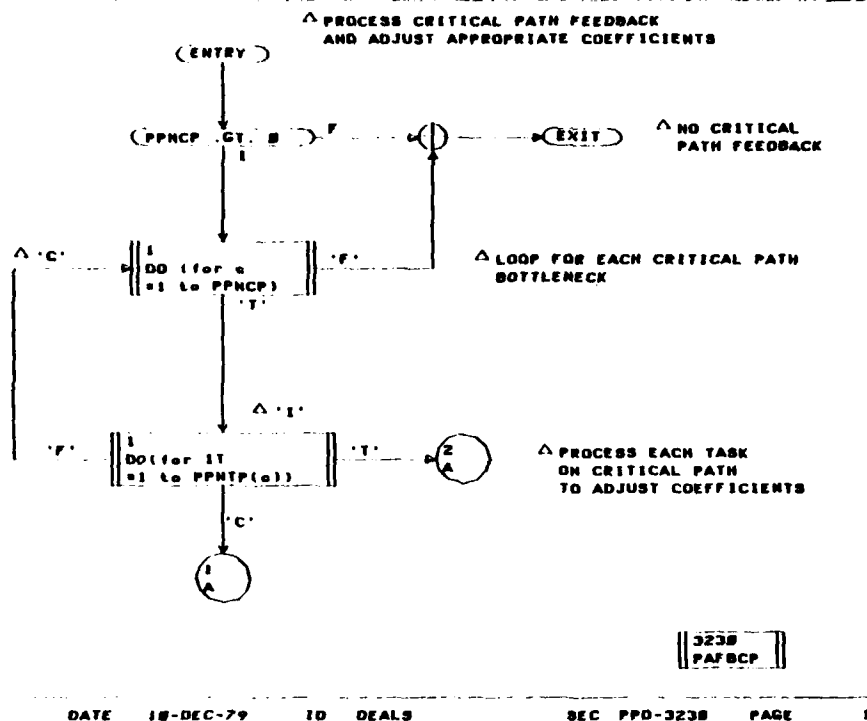 △ PROCESS CRITICAL PATH FEEDBACK
AND ADJUST APPROPRIATE COEFFICIENTS
ENTRY
PPNCP .GT. 0
F
EXIT
△ NO CRITICAL
PATH FEEDBACK
1
△ 'C'
1
DO (for a
=1 to PPNCP)
'F'
△ LOOP FOR EACH CRITICAL PATH
BOTTLENECK
'T'
△ 'I'
'F'
1
DO(for IT
=1 to PPNTP(a))
'T'
2
A
△ PROCESS EACH TASK
ON CRITICAL PATH
TO ADJUST COEFFICIENTS
'C'
1
A
3230
PAFBCP
DATE 10-DEC-79 ID DEALS SEC PPD-3230 PAGE